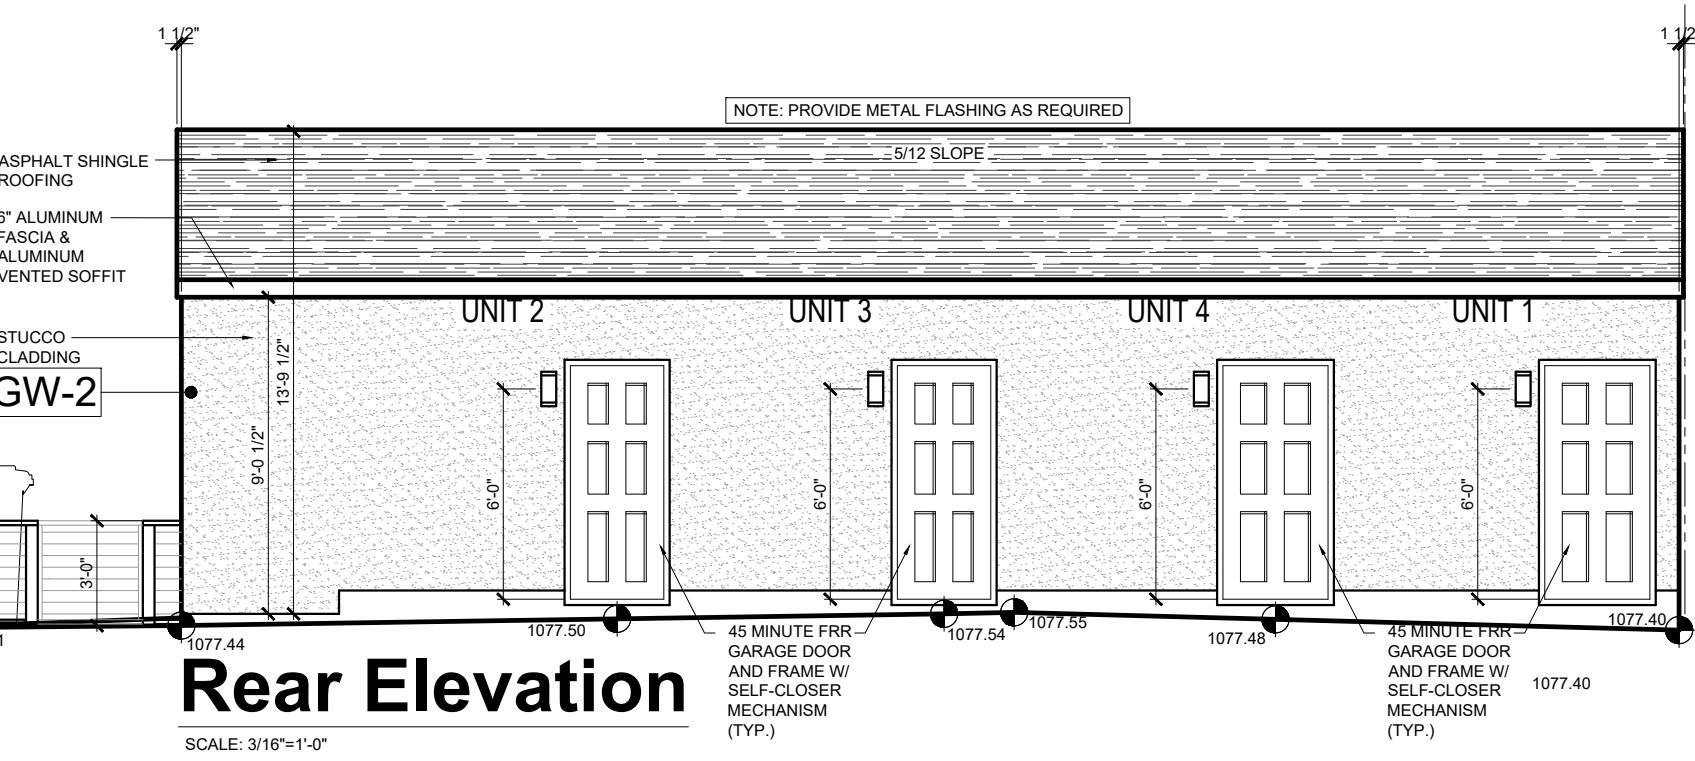 1 1/2"
1 1/2
NOTE: PROVIDE METAL FLASHING AS REQUIRED
5/12 SLOPE
ASPHALT SHINGLE
ROOFING
6" ALUMINUM
FASCIA &
ALUMINUM
VENTED SOFFIT
UNIT 2
UNIT 3
UNIT 4
UNIT 1
STUCCO
CLADDING
GW-2
13'-9 1/2"
9'-0 1/2"
6'-0"
6'-0"
6'-0"
6'-0"
3'-0"
1077.44
1077.50
1077.54
1077.55
1077.48
1077.40
45 MINUTE FRR
GARAGE DOOR
AND FRAME W/
SELF-CLOSER
MECHANISM
(TYP.)
45 MINUTE FRR
GARAGE DOOR
AND FRAME W/
SELF-CLOSER
MECHANISM
(TYP.)
1077.40
Rear Elevation
SCALE: 3/16"=1'-0"